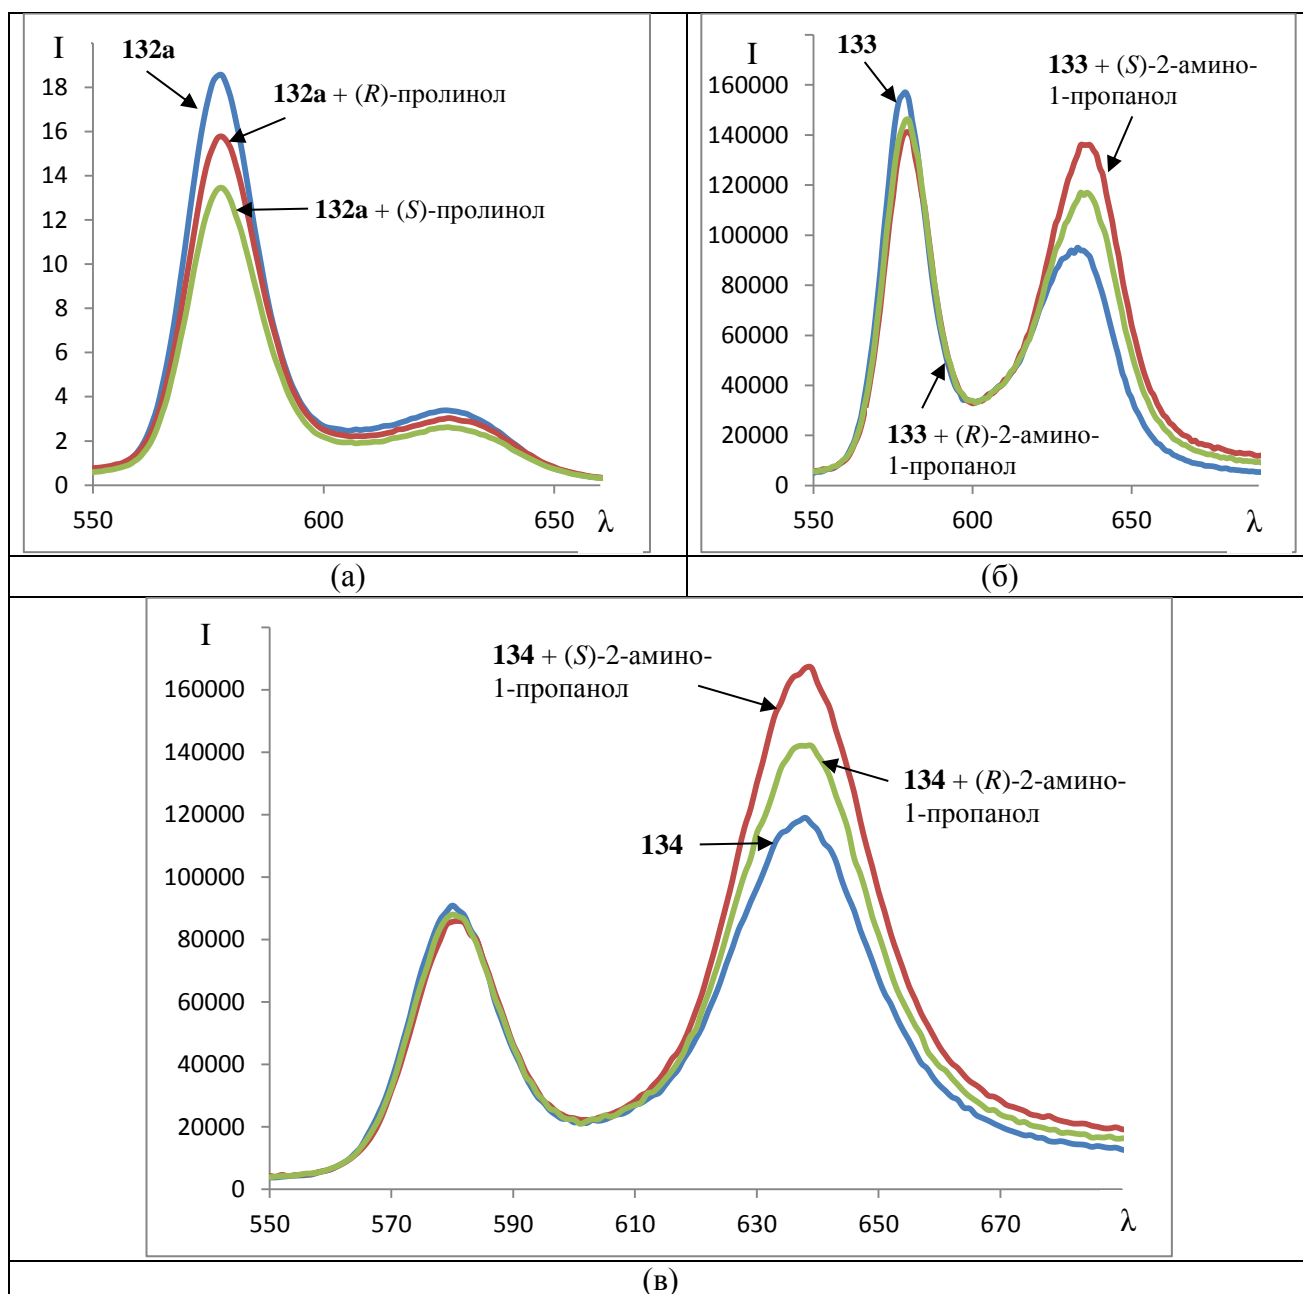 I
132a
18
16
14
12
10
8
6
4
2
0
132a + (R)-пролинол
132a + (S)-пролинол
550
600
650
λ
(а)
I
133
133 + (S)-2-амино-
1-пропанол
160000
140000
120000
100000
80000
60000
40000
20000
0
133 + (R)-2-амино-
1-пропанол
550
600
650
λ
(б)
I
134 + (S)-2-амино-
1-пропанол
134 + (R)-2-амино-
1-пропанол
134
160000
140000
120000
100000
80000
60000
40000
20000
0
550
570
590
610
630
650
670
λ
(в)